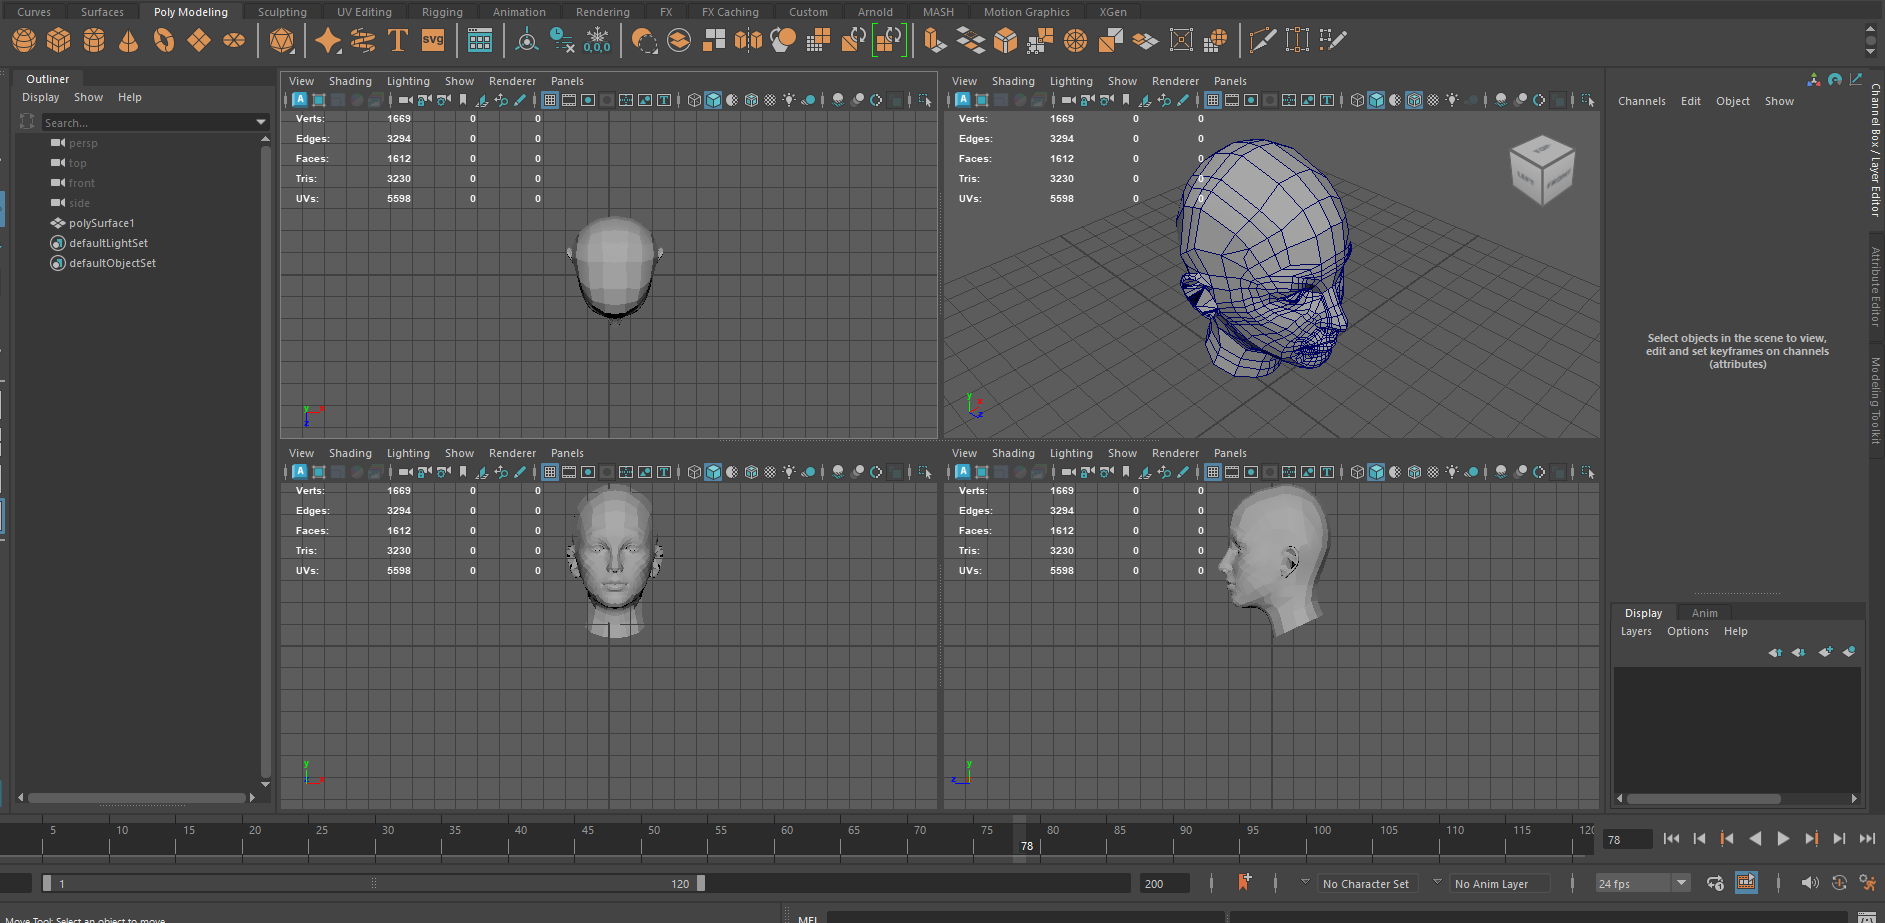 Curves Surfaces Poly Modeling Sculpting UV Editing Rigging Animation Rendering FX FX Caching Custom Arnold MASH Motion Graphics XGen
T SVG 0,0,0
Outliner
Display Show Help
Search...
persp
top
front
side
polySurface1
defaultLightSet
defaultObjectSet
View Shading Lighting Show Renderer Panels
Verts: 1669 0 0
Edges: 3294 0 0
Faces: 1612 0 0
Tris: 3230 0 0
UVs: 5598 0 0
y x
z
View Shading Lighting Show Renderer Panels
Verts: 1669 0 0
Edges: 3294 0 0
Faces: 1612 0 0
Tris: 3230 0 0
UVs: 5598 0 0
TOP
LEFT FRONT
y
x
z
View Shading Lighting Show Renderer Panels
Verts: 1669 0 0
Edges: 3294 0 0
Faces: 1612 0 0
Tris: 3230 0 0
UVs: 5598 0 0
y
x
View Shading Lighting Show Renderer Panels
Verts: 1669 0 0
Edges: 3294 0 0
Faces: 1612 0 0
Tris: 3230 0 0
UVs: 5598 0 0
y
z
Channels Edit Object Show
Select objects in the scene to view,
edit and set keyframes on channels
(attributes)
Channel Box / Layer Editor
Attribute Editor
Modeling Toolkit
Display Anim
Layers Options Help
5 10 15 20 25 30 35 40 45 50 55 60 65 70 75 80 85 90 95 100 105 110 115 120
78
78
1 120 200 No Character Set No Anim Layer 24 fps
Move Tool: Select an object to move.
MEL